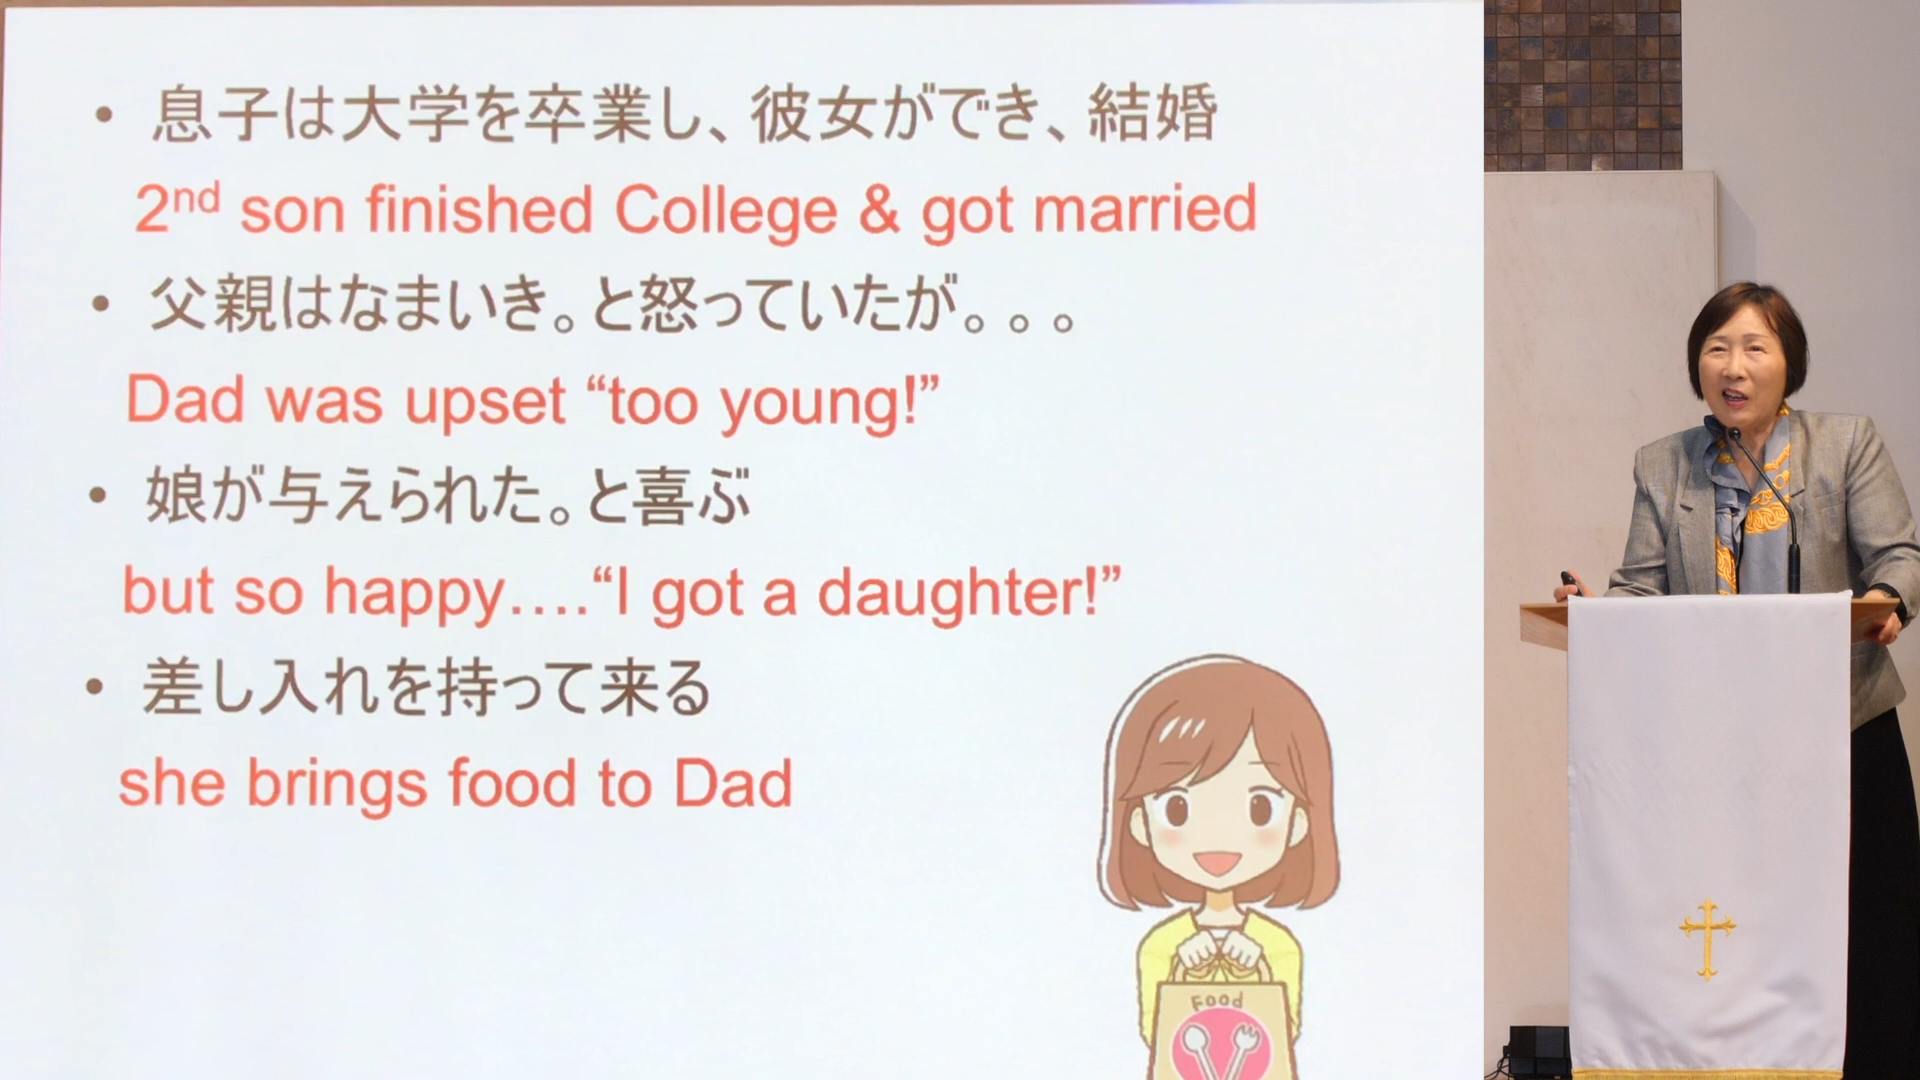 • 息子は大学を卒業し、彼女ができ、結婚
2nd son finished College & got married
• 父親はなまいき。と怒っていたが。。。
Dad was upset “too young!”
• 娘が与えられた。と喜ぶ
but so happy….“I got a daughter!”
• 差し入れを持って来る
she brings food to Dad
Food